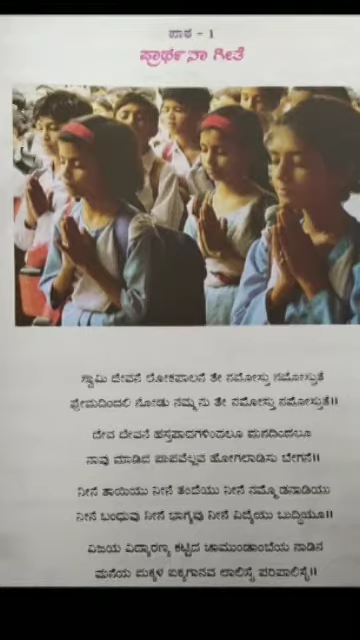 ಪಾಠ - 1
ಪ್ರಾರ್ಥನಾ ಗೀತೆ
ಸ್ವಾಮಿ ದೇವನೆ ಲೋಕಪಾಲನೆ ತೇ ನಮೋಸ್ತು ನಮೋಸ್ತುತೆ
ಪ್ರೇಮದಿಂದಲಿ ನೋಡು ನಮ್ಮನು ತೇ ನಮೋಸ್ತು ನಮೋಸ್ತುತೆ॥
ದೇವ ದೇವನೆ ಹಸ್ತಪಾದಗಳಿಂದಲೂ ಮನದಿಂದಲೂ
ನಾವು ಮಾಡಿದ ಪಾಪವೆಲ್ಲವ ಹೋಗಲಾಡಿಸು ಬೇಗನೆ॥
ನೀನೆ ತಾಯಿಯು ನೀನೆ ತಂದೆಯು ನೀನೆ ನಮ್ಮೊಡನಾಡಿಯು
ನೀನೆ ಬಂಧುವು ನೀನೆ ಭಾಗ್ಯವು ನೀನೆ ವಿದ್ಯೆಯು ಬುದ್ಧಿಯೂ॥
ವಿಜಯ ವಿದ್ಯಾರಣ್ಯ ಕಟ್ಟಿದ ಚಾಮುಂಡಾಂಬೆಯ ನಾಡಿನ
ಮನೆಯ ಮಕ್ಕಳ ಐಕ್ಯಗಾನವ ಲಾಲಿಸೈ ಪರಿಪಾಲಿಸೈ॥